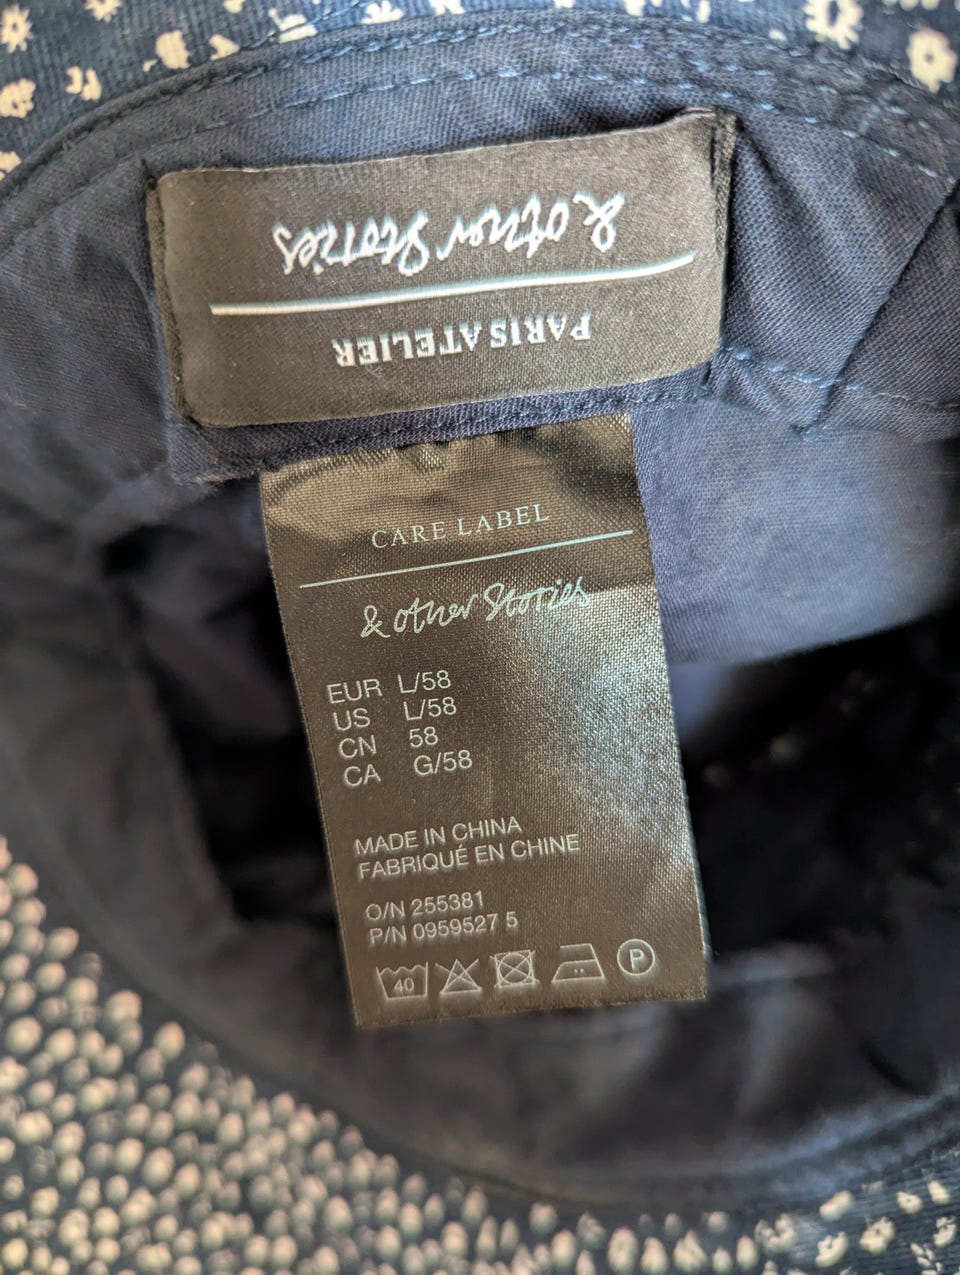 & other Stories
PARIS ATELIER
CARE LABEL
& other Stories
EUR L/58
US L/58
CN 58
CA G/58
MADE IN CHINA
FABRIQUÉ EN CHINE
O/N 255381
P/N 0959527 5
40 P